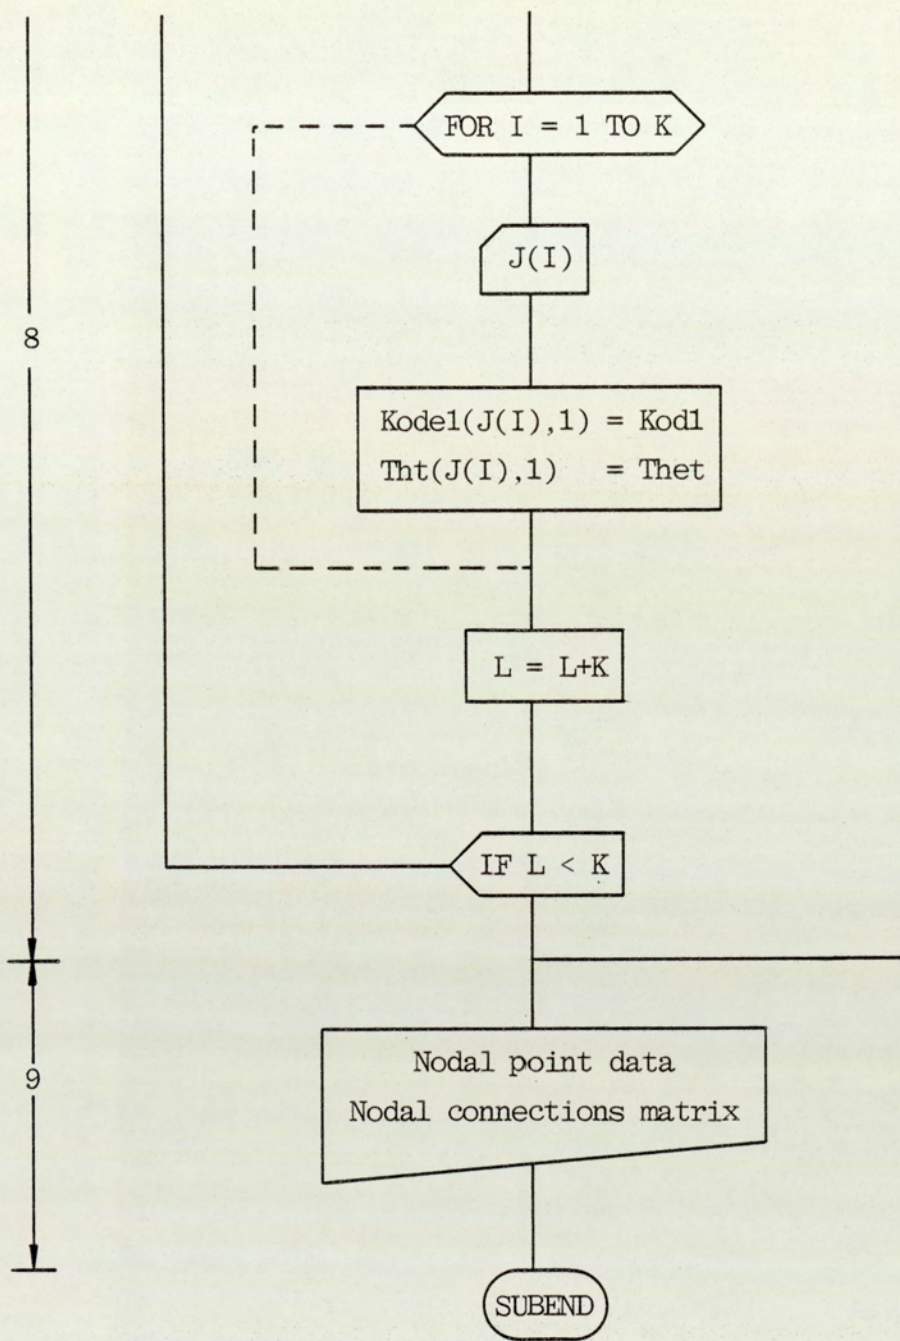 FOR I = 1 TO K
J(I)
8
Kode1(J(I),1) = Kod1
Tht(J(I),1) = Thet
L = L+K
IF L < K
9
Nodal point data
Nodal connections matrix
SUBEND